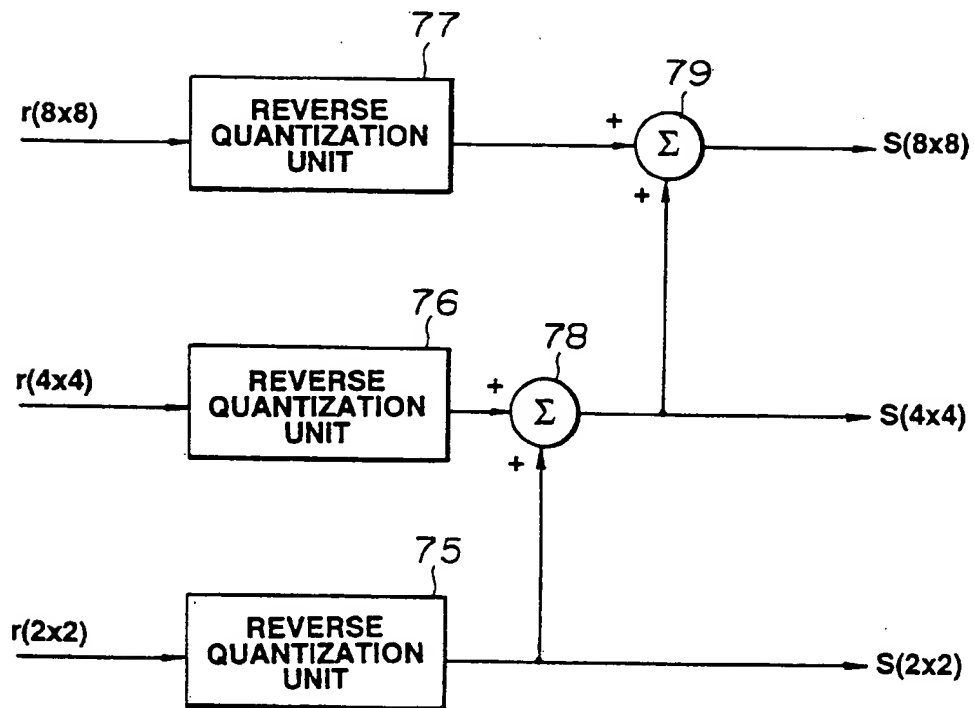 77
79
r(8x8)
REVERSE
QUANTIZATION
UNIT
+
Σ
S(8x8)
+
76
78
r(4x4)
REVERSE
QUANTIZATION
UNIT
+
Σ
S(4x4)
+
75
r(2x2)
REVERSE
QUANTIZATION
UNIT
S(2x2)